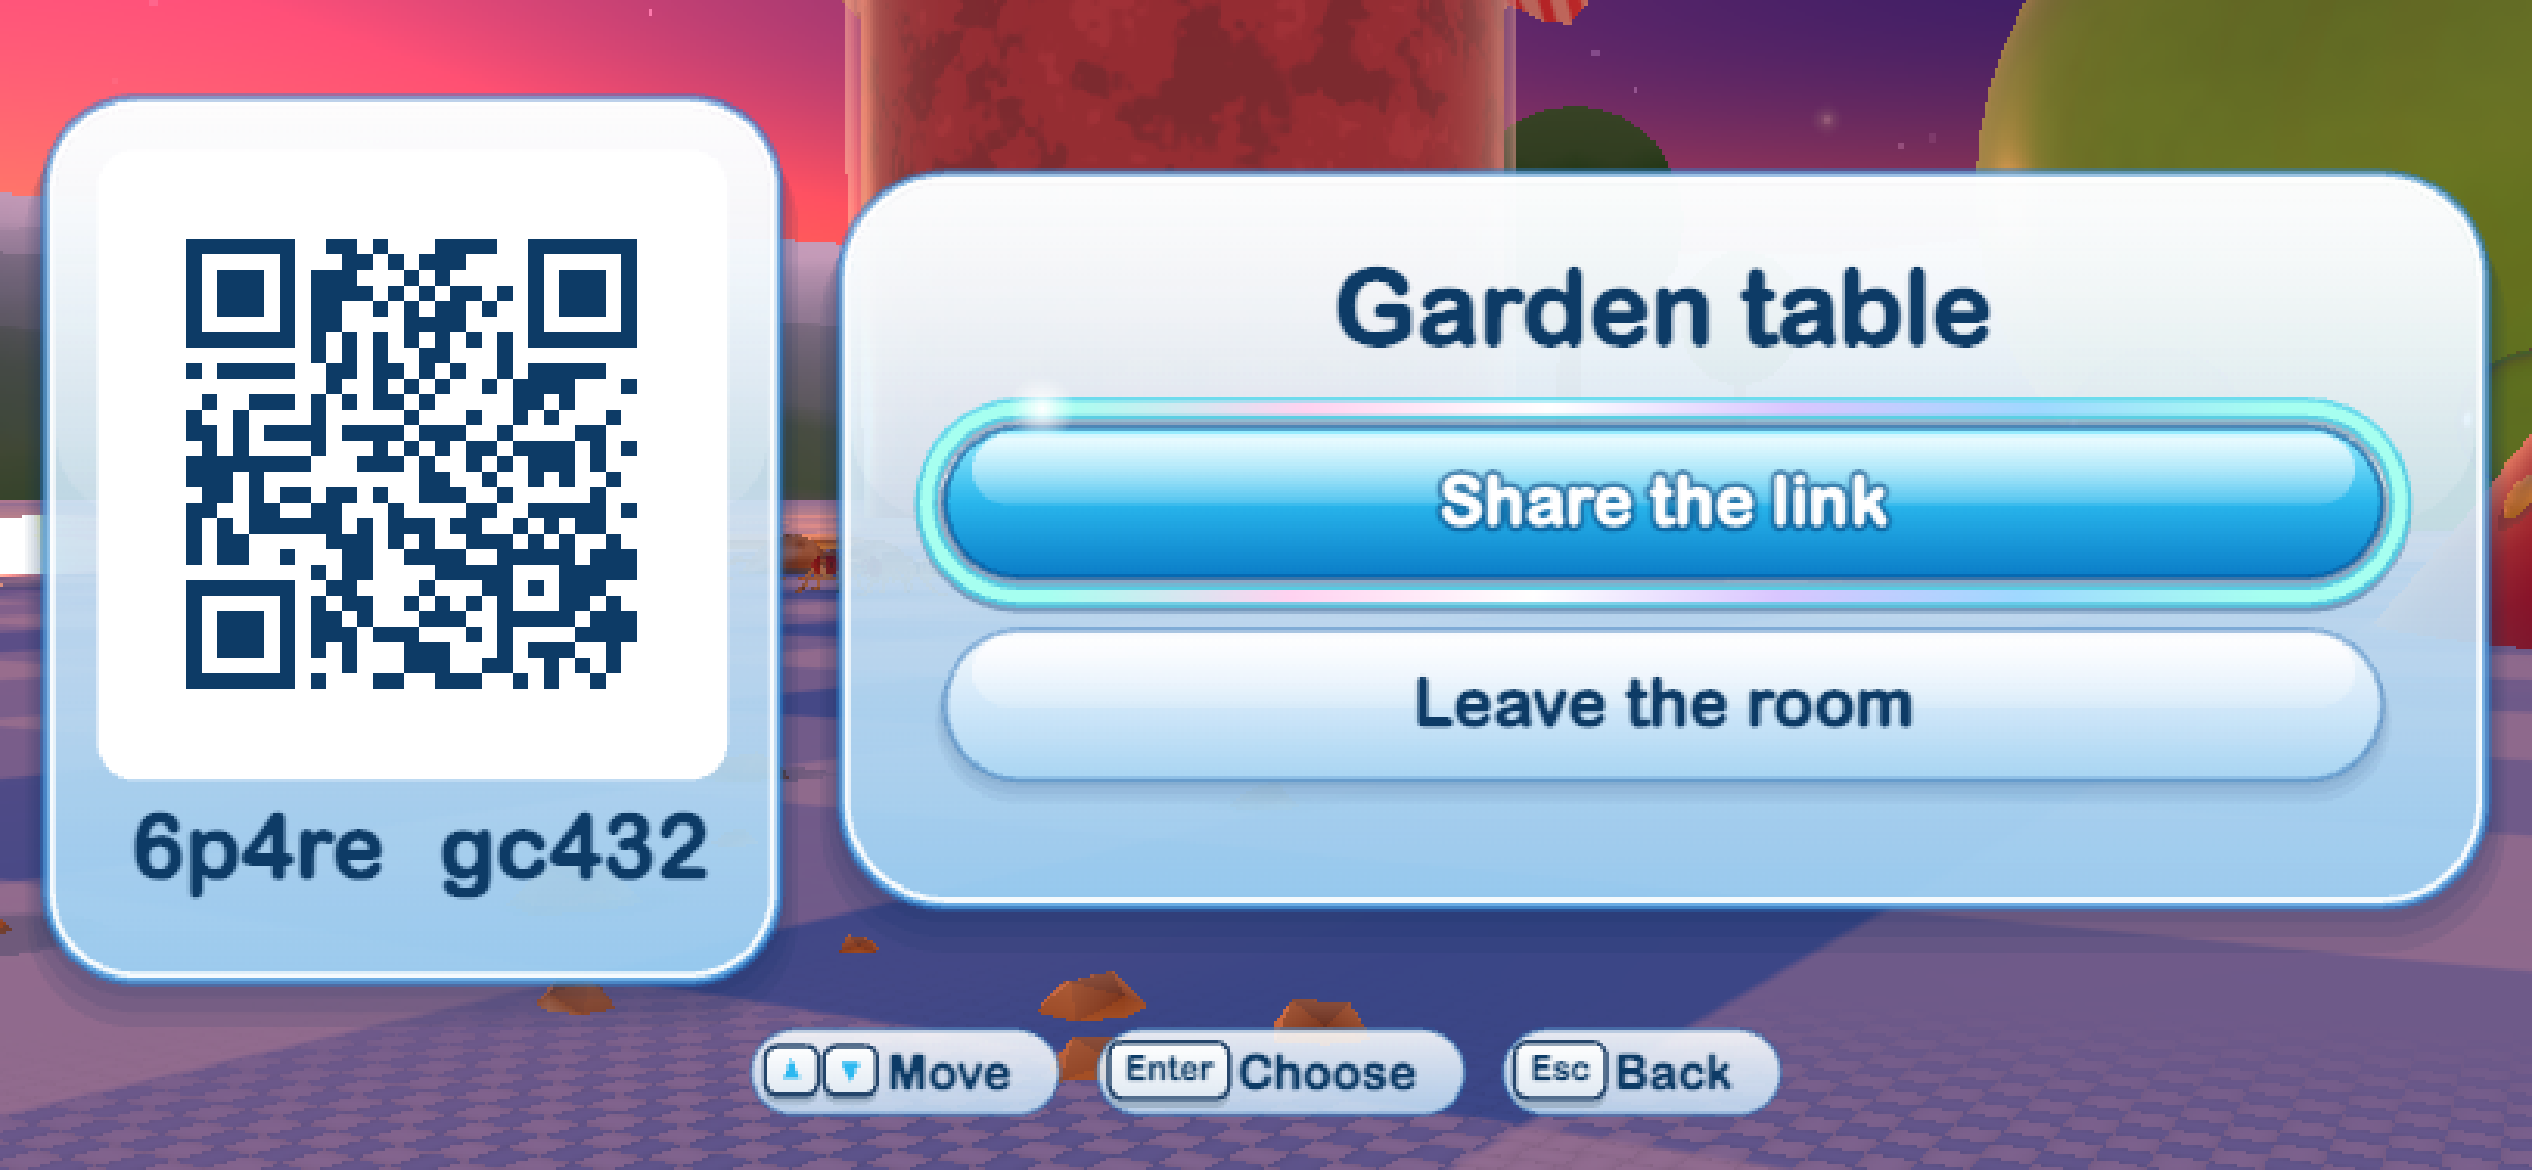 6p4re gc432
Garden table
Share the link
Leave the room
Move
Enter Choose
Esc Back